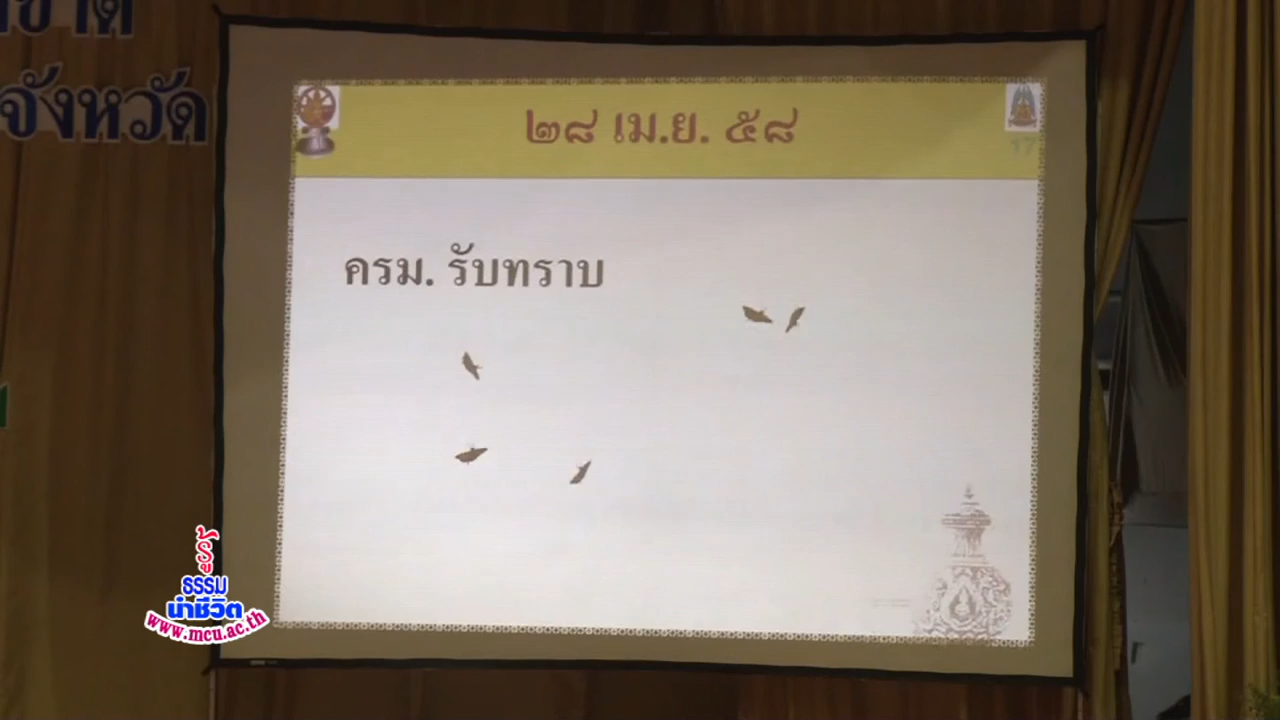 จังหวัด
๒๘ เม.ย. ๕๘
17
ครม. รับทราบ
รู้
ธรรม
นำชีวิต
www.mcu.ac.th